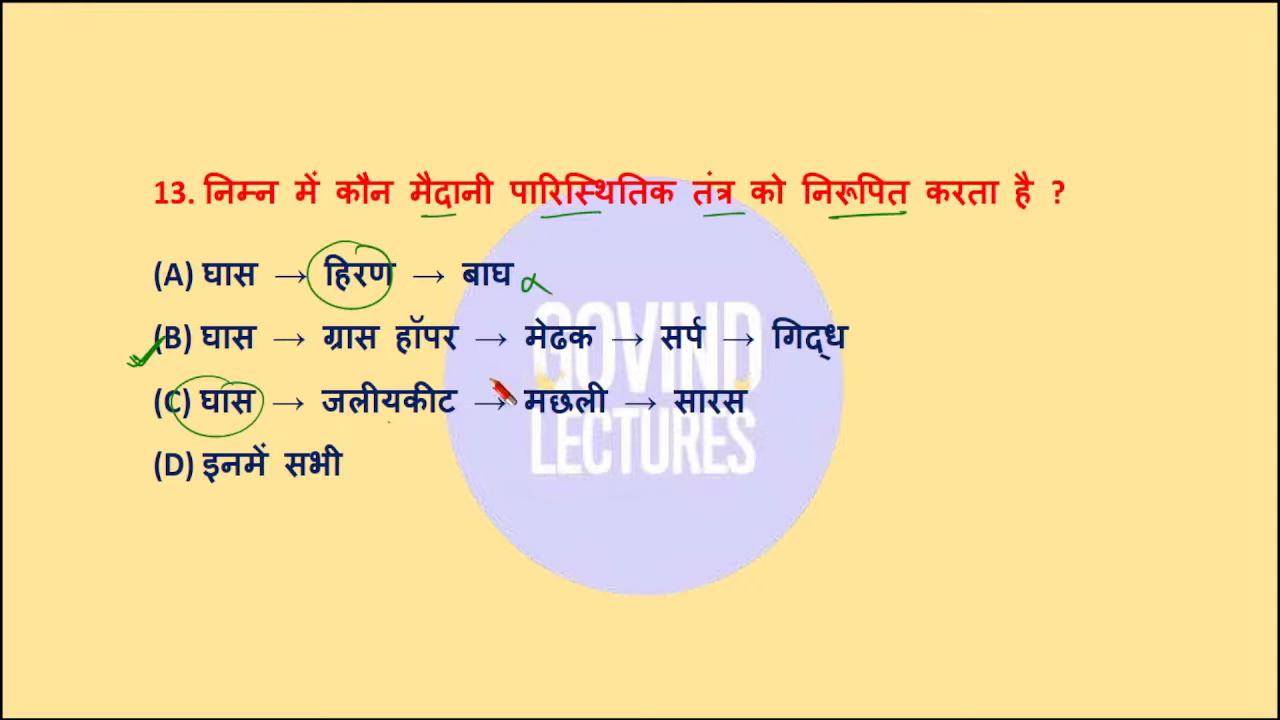 13. निम्न में कौन मैदानी पारिस्थितिक तंत्र को निरूपित करता है ?
(A) घास → हिरण → बाघ
(B) घास → ग्रास हॉपर → मेढक → सर्प → गिद्ध
(C) घास → जलीयकीट → मछली → सारस
(D) इनमें सभी
GOVIND
LECTURES